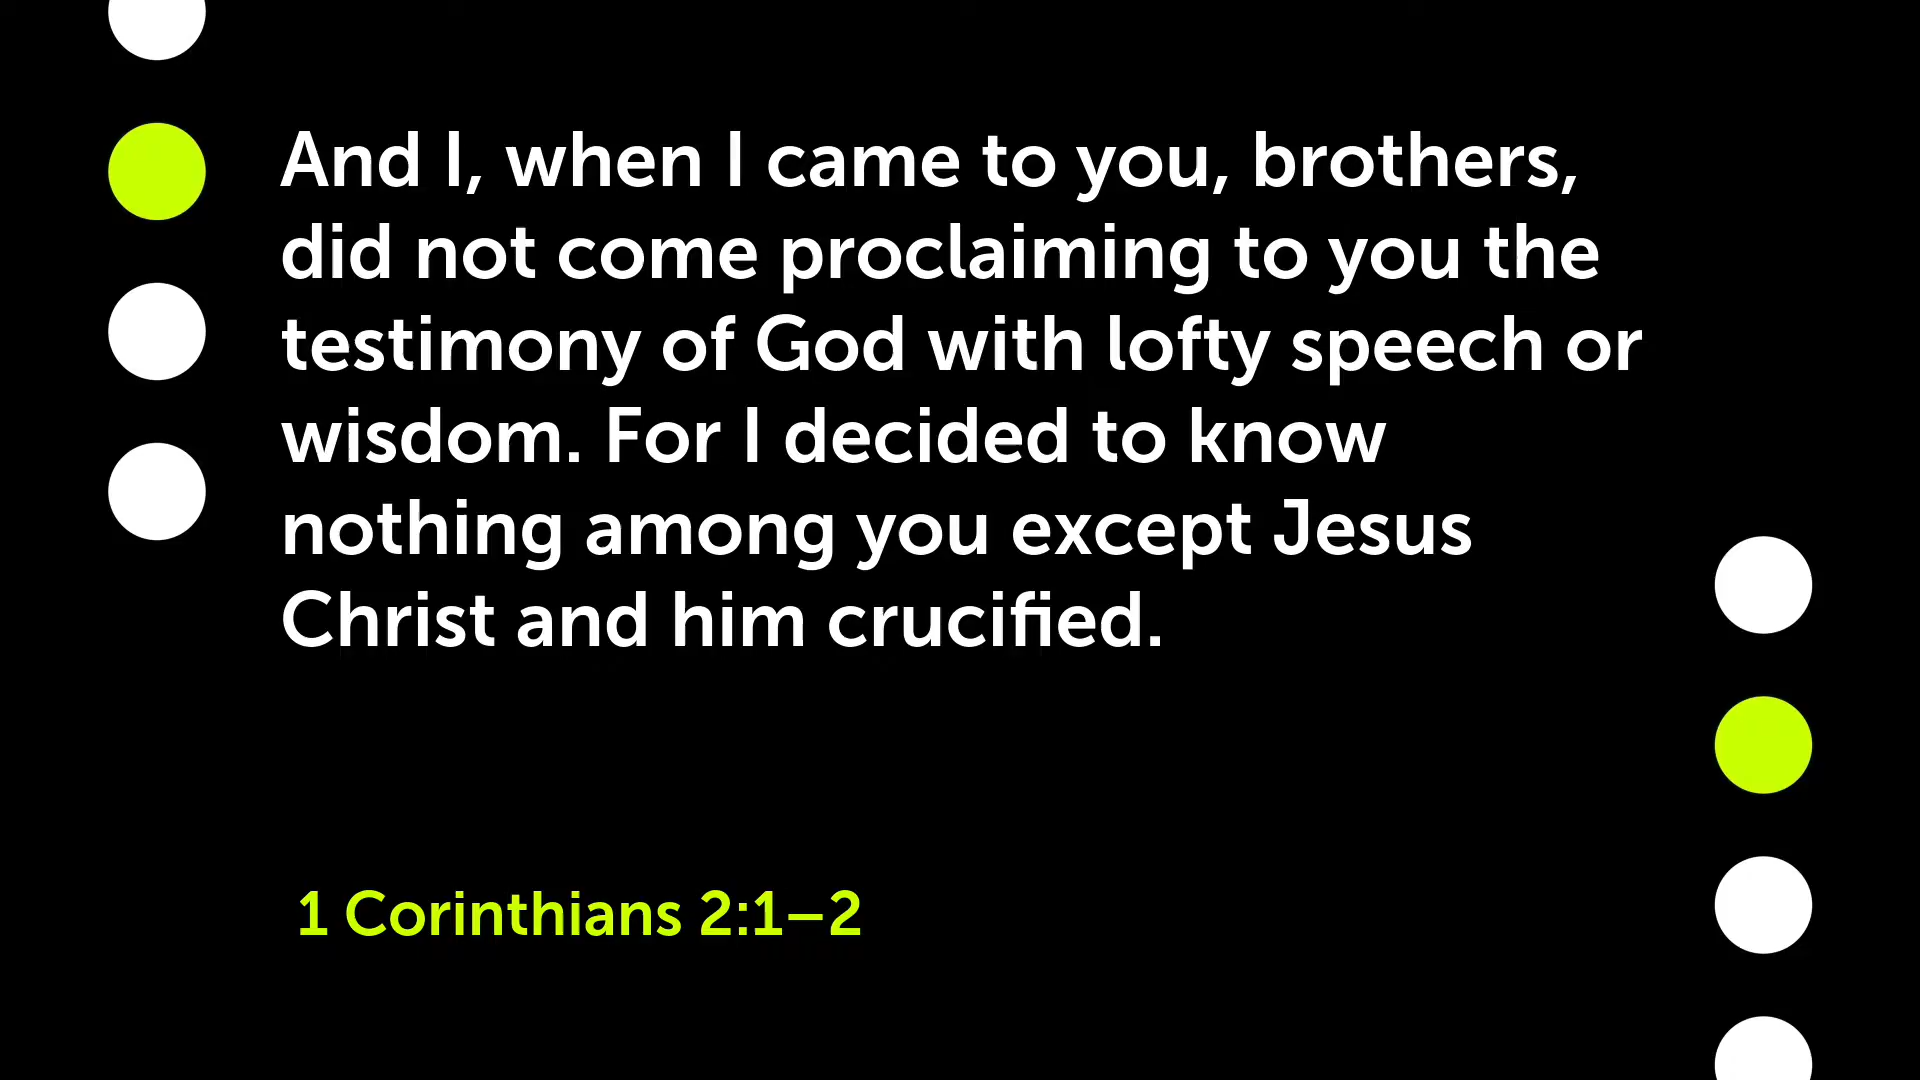 And I, when I came to you, brothers,
did not come proclaiming to you the
testimony of God with lofty speech or
wisdom. For I decided to know
nothing among you except Jesus
Christ and him crucified.
1 Corinthians 2:1–2